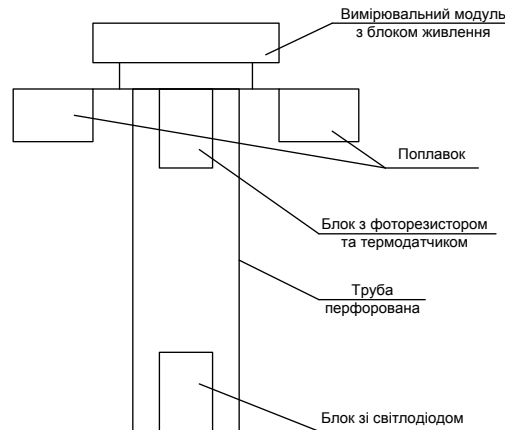 Вимірювальний модуль
з блоком живлення
Поплавок
Блок з фоторезистором
та термодатчиком
Труба
перфорована
Блок зі світлодіодом